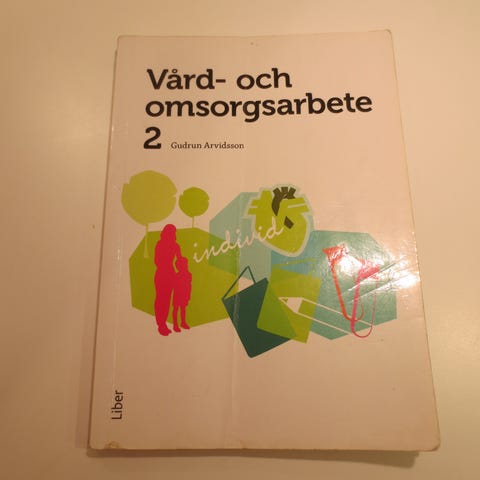 Vård- och
omsorgsarbete
2 Gudrun Arvidsson
individ
Liber